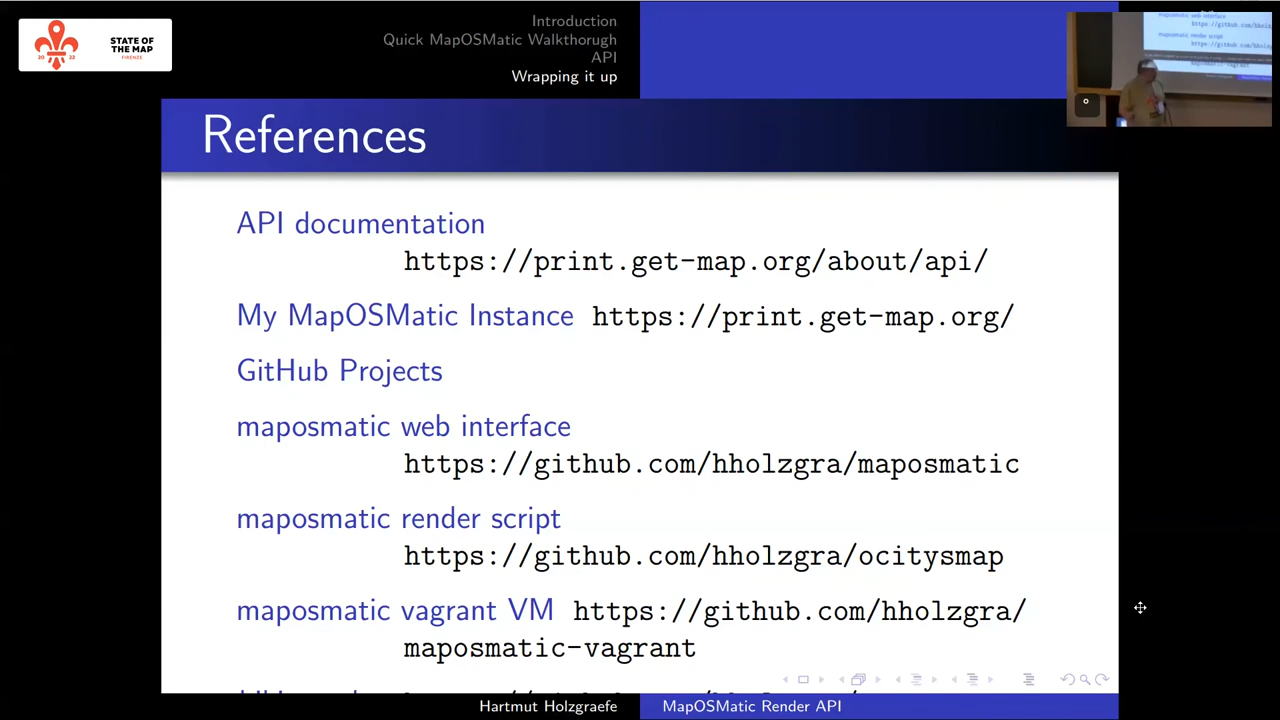 STATE OF
THE MAP
FIRENZE
20 22
Introduction
Quick MapOSMatic Walkthorugh
API
Wrapping it up
References
API documentation
https://print.get-map.org/about/api/
My MapOSMatic Instance https://print.get-map.org/
GitHub Projects
maposmatic web interface
https://github.com/hholzgra/maposmatic
maposmatic render script
https://github.com/hholzgra/ocitysmap
maposmatic vagrant VM https://github.com/hholzgra/
maposmatic-vagrant
Hartmut Holzgraefe
MapOSMatic Render API